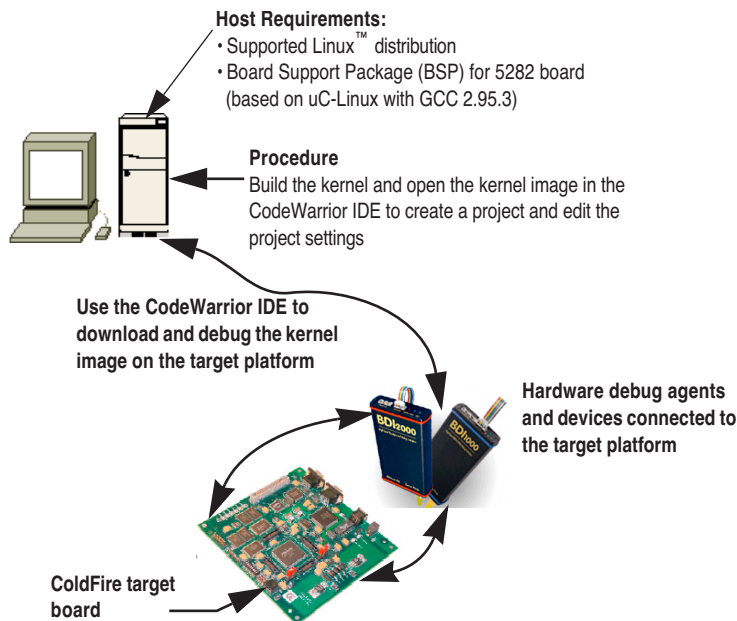 Host Requirements:
• Supported Linux™ distribution
• Board Support Package (BSP) for 5282 board
(based on uC-Linux with GCC 2.95.3)
Procedure
Build the kernel and open the kernel image in the
CodeWarrior IDE to create a project and edit the
project settings
Use the CodeWarrior IDE to
download and debug the kernel
image on the target platform
Hardware debug agents
and devices connected to
the target platform
BDI2000
BDI1000
ColdFire target
board